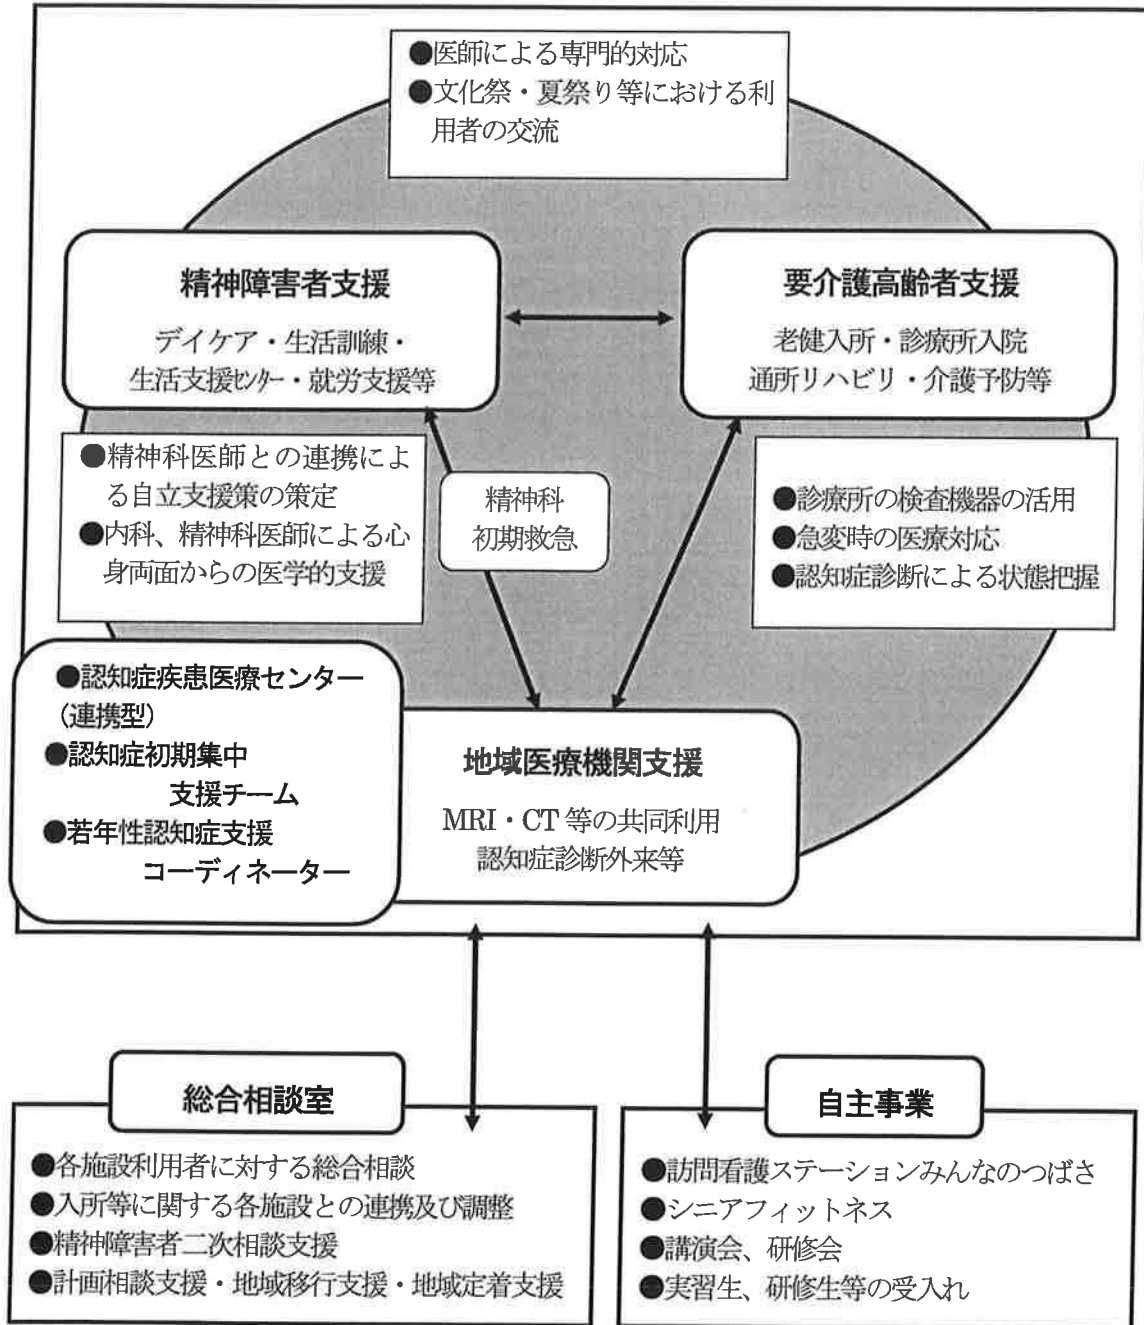 ●医師による専門的対応
●文化祭・夏祭り等における利
用者の交流
精神障害者支援
デイケア・生活訓練・
生活支援ｾﾝﾀｰ・就労支援等
要介護高齢者支援
老健入所・診療所入院
通所リハビリ・介護予防等
●精神科医師との連携によ
る自立支援策の策定
●内科、精神科医師による心
身両面からの医学的支援
精神科
初期救急
●診療所の検査機器の活用
●急変時の医療対応
●認知症診断による状態把握
●認知症疾患医療センター
(連携型)
●認知症初期集中
支援チーム
●若年性認知症支援
コーディネーター
地域医療機関支援
MRI・CT 等の共同利用
認知症診断外来等
総合相談室
●各施設利用者に対する総合相談
●入所等に関する各施設との連携及び調整
●精神障害者二次相談支援
●計画相談支援・地域移行支援・地域定着支援
自主事業
●訪問看護ステーションみんなのつばさ
●シニアフィットネス
●講演会、研修会
●実習生、研修生等の受入れ